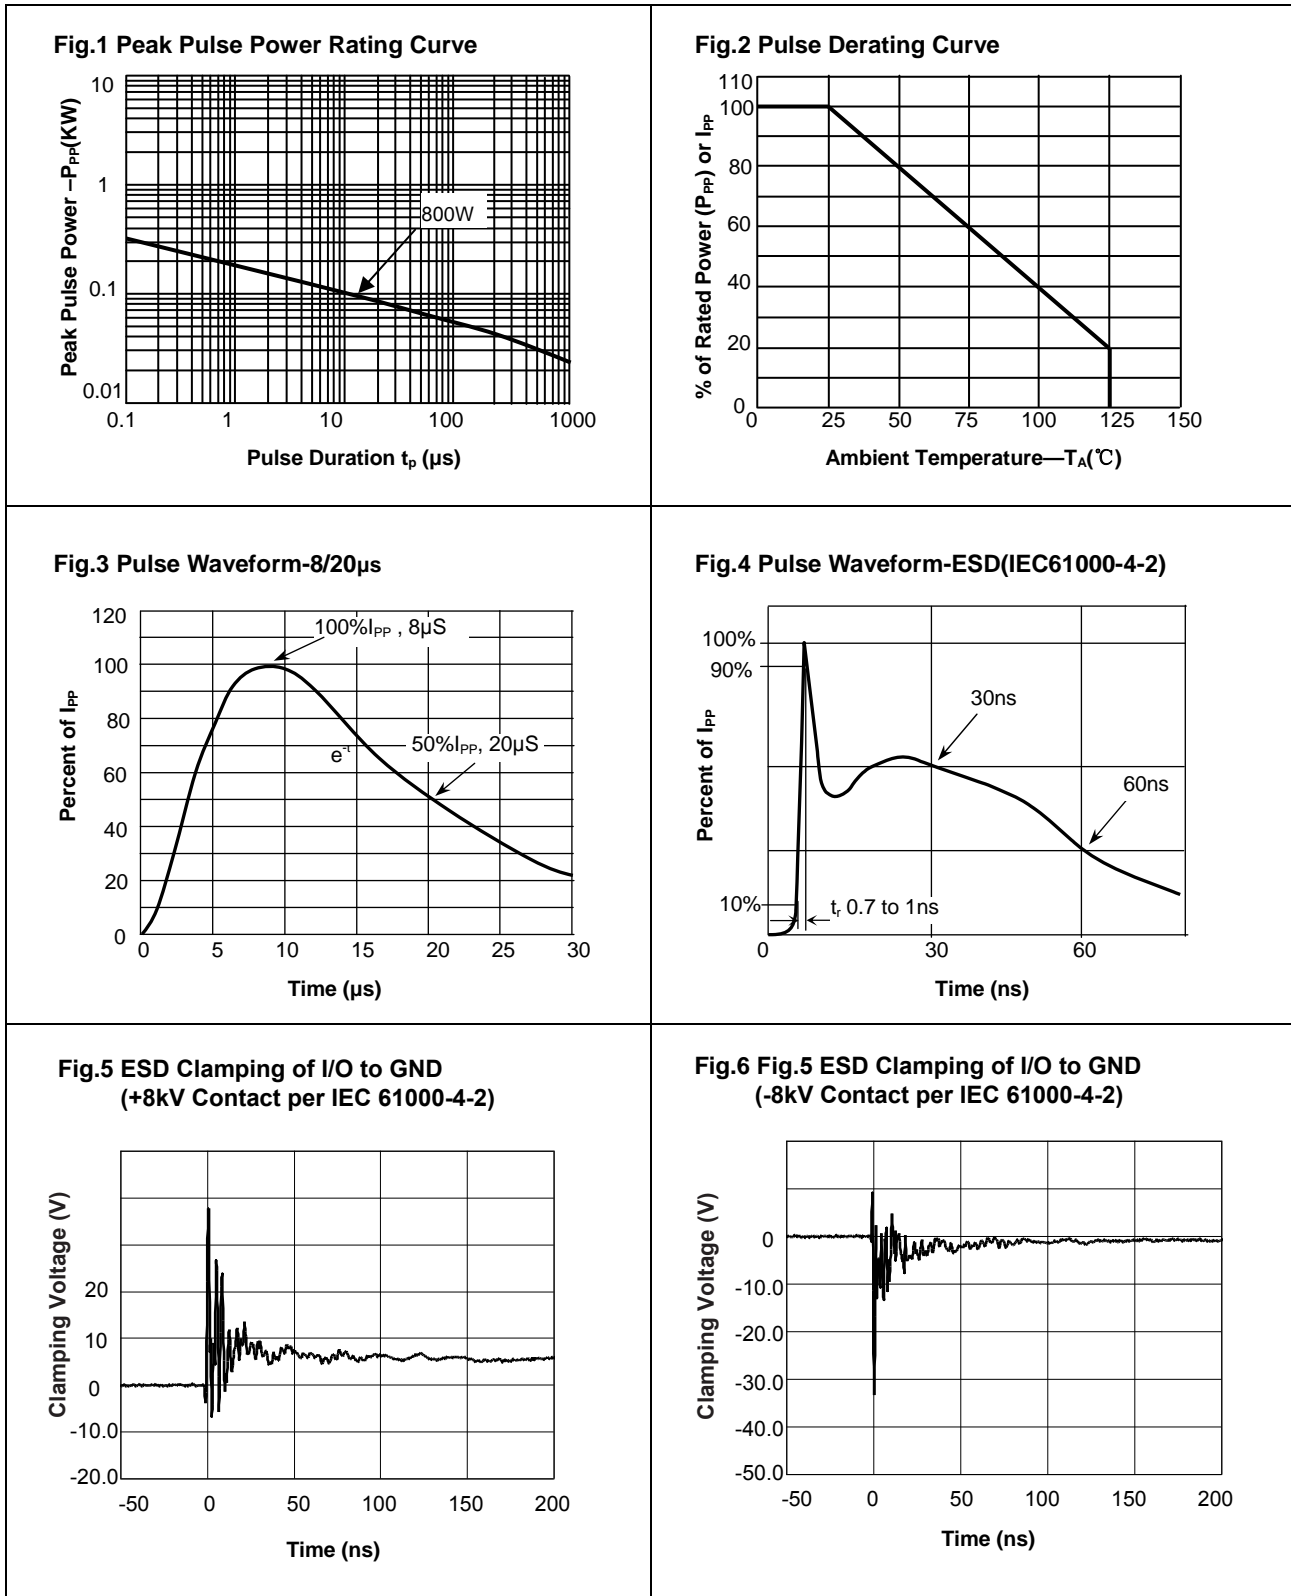 Fig.1 Peak Pulse Power Rating Curve
Peak Pulse Power –PPP(KW)
10
1
0.1
0.01
800W
0.1 1 10 100 1000
Pulse Duration tp (µs)
Fig.2 Pulse Derating Curve
% of Rated Power (PPP) or IPP
110
100
80
60
40
20
0
0 25 50 75 100 125 150
Ambient Temperature—TA(℃)
Fig.3 Pulse Waveform-8/20µs
Percent of IPP
120
100
80
60
40
20
0
100%IPP , 8µS
e-t
50%IPP, 20µS
0 5 10 15 20 25 30
Time (µs)
Fig.4 Pulse Waveform-ESD(IEC61000-4-2)
Percent of IPP
100%
90%
10%
30ns
60ns
tr 0.7 to 1ns
0 30 60
Time (ns)
Fig.5 ESD Clamping of I/O to GND
(+8kV Contact per IEC 61000-4-2)
Clamping Voltage (V)
20
10
0
-10.0
-20.0
-50 0 50 100 150 200
Time (ns)
Fig.6 Fig.5 ESD Clamping of I/O to GND
(-8kV Contact per IEC 61000-4-2)
Clamping Voltage (V)
0
-10.0
-20.0
-30.0
-40.0
-50.0
-50 0 50 100 150 200
Time (ns)